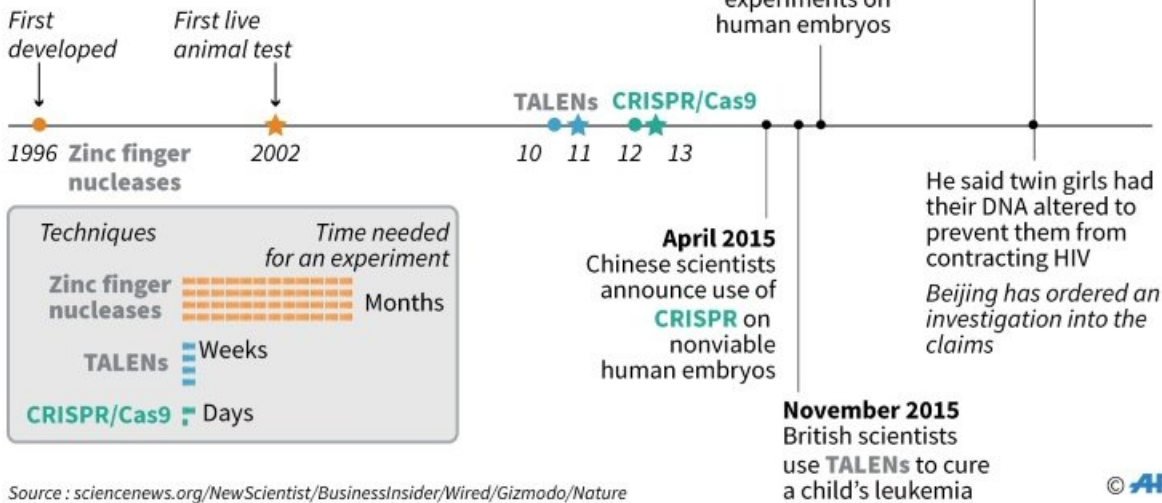 First
developed
First live
animal test
experiments on
human embryos
TALENs
CRISPR/Cas9
1996
Zinc finger
nucleases
2002
10
11
12
13
He said twin girls had
their DNA altered to
prevent them from
contracting HIV
Beijing has ordered an
investigation into the
claims
April 2015
Chinese scientists
announce use of
CRISPR on
nonviable
human embryos
November 2015
British scientists
use TALENs to cure
a child's leukemia
Techniques
Time needed
for an experiment
Zinc finger
nucleases
Months
TALENs
Weeks
CRISPR/Cas9
Days
Source : sciencenews.org/NewScientist/BusinessInsider/Wired/Gizmodo/Nature
©